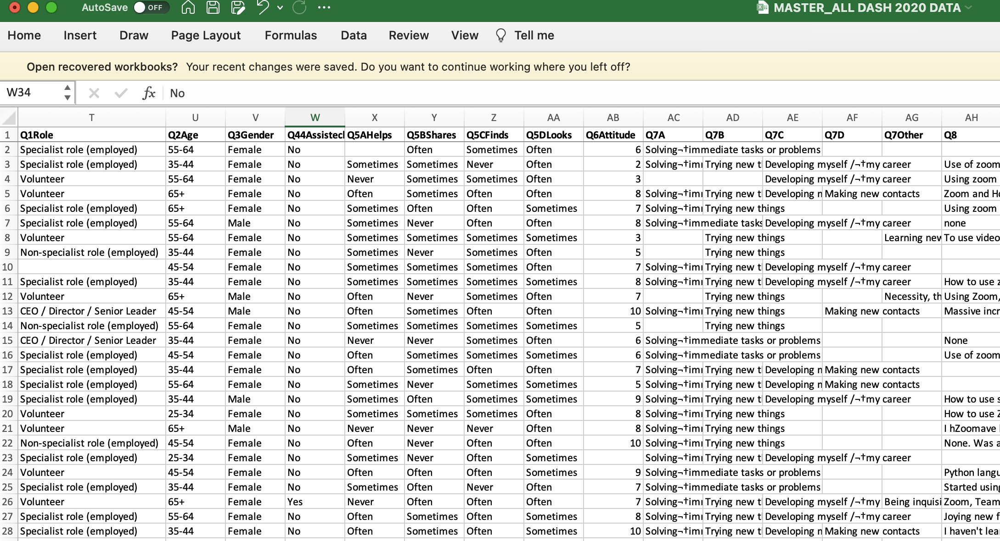 AutoSave OFF MASTER_ALL DASH 2020 DATA
Home Insert Draw Page Layout Formulas Data Review View Tell me
Open recovered workbooks? Your recent changes were saved. Do you want to continue working where you left off?
W34 fx No
T U V W X Y Z AA AB AC AD AE AF AG AH
1 Q1Role Q2Age Q3Gender Q44Assisted Q5AHelps Q5BShares Q5CFinds Q5DLooks Q6Attitude Q7A Q7B Q7C Q7D Q7Other Q8
2 Specialist role (employed) 55-64 Female No Often Sometimes Often 6 Solving¬†immediate tasks or problems
3 Specialist role (employed) 35-44 Female No Sometimes Sometimes Never Often 2 Solving¬†im Trying new t Developing myself /¬†my career Use of zoom
4 Volunteer 55-64 Female No Never Sometimes Sometimes Often 3 Developing myself /¬†my career Using zoom
5 Volunteer 65+ Female No Often Sometimes Often Often 8 Solving¬†im Trying new t Developing m Making new contacts Zoom and Ho
6 Specialist role (employed) 65+ Female No Sometimes Often Often Sometimes 7 Solving¬†im Trying new things Using zoom
7 Specialist role (employed) 55-64 Male No Sometimes Never Often Often 8 Solving¬†immediate tasks Developing myself /¬†my career none
8 Volunteer 55-64 Female No Sometimes Sometimes Sometimes Sometimes 3 Trying new things Learning new To use video
9 Non-specialist role (employed) 35-44 Female No Sometimes Never Sometimes Often 5 Trying new things
10 45-54 Female No Sometimes Sometimes Sometimes Often 7 Solving¬†im Trying new t Developing myself /¬†my career
11 Specialist role (employed) 35-44 Female No Sometimes Sometimes Sometimes Sometimes 8 Solving¬†im Trying new t Developing myself /¬†my career How to use z
12 Volunteer 65+ Male No Often Never Sometimes Often 7 Trying new things Necessity, th Using Zoom,
13 CEO / Director / Senior Leader 45-54 Male No Often Sometimes Often Often 10 Solving¬†im Trying new things Making new contacts Massive incr
14 Non-specialist role (employed) 55-64 Female No Sometimes Sometimes Sometimes Sometimes 5 Trying new things
15 CEO / Director / Senior Leader 35-44 Female No Never Never Sometimes Often 6 Solving¬†immediate tasks or problems None
16 Specialist role (employed) 45-54 Female No Often Sometimes Sometimes Sometimes 6 Solving¬†immediate tasks or problems Use of zoom
17 Specialist role (employed) 35-44 Female No Often Sometimes Often Often 7 Solving¬†im Trying new t Developing m Making new contacts
18 Specialist role (employed) 55-64 Female No Sometimes Never Sometimes Sometimes 5 Solving¬†im Trying new t Developing m Making new contacts
19 Specialist role (employed) 35-44 Male No Sometimes Often Sometimes Sometimes 9 Solving¬†im Trying new t Developing myself /¬†my career How to use s
20 Volunteer 25-34 Female No Sometimes Sometimes Sometimes Often 8 Solving¬†im Trying new things How to use Z
21 Volunteer 65+ Male No Never Never Never Often 8 Solving¬†im Trying new things I hZoomave
22 Non-specialist role (employed) 45-54 Female No Often Never Often Often 10 Solving¬†im Trying new things None. Was a
23 Specialist role (employed) 25-34 Female No Sometimes Never Often Sometimes Solving¬†im Trying new t Developing myself /¬†my career
24 Volunteer 45-54 Female No Often Often Often Sometimes 9 Solving¬†immediate tasks or problems Python langu
25 Specialist role (employed) 35-44 Female No Sometimes Often Never Often 7 Solving¬†immediate tasks or problems Started using
26 Volunteer 65+ Female Yes Never Often Often Often 7 Solving¬†im Trying new t Developing myself /¬†my Being inquisi Zoom, Team
27 Specialist role (employed) 55-64 Female No Often Sometimes Often Sometimes 8 Solving¬†im Trying new t Developing myself /¬†my career Joying new f
28 Specialist role (employed) 35-44 Female No Often Sometimes Often Sometimes 10 Solving¬†im Trying new t Developing m Making new contacts I haven't lea